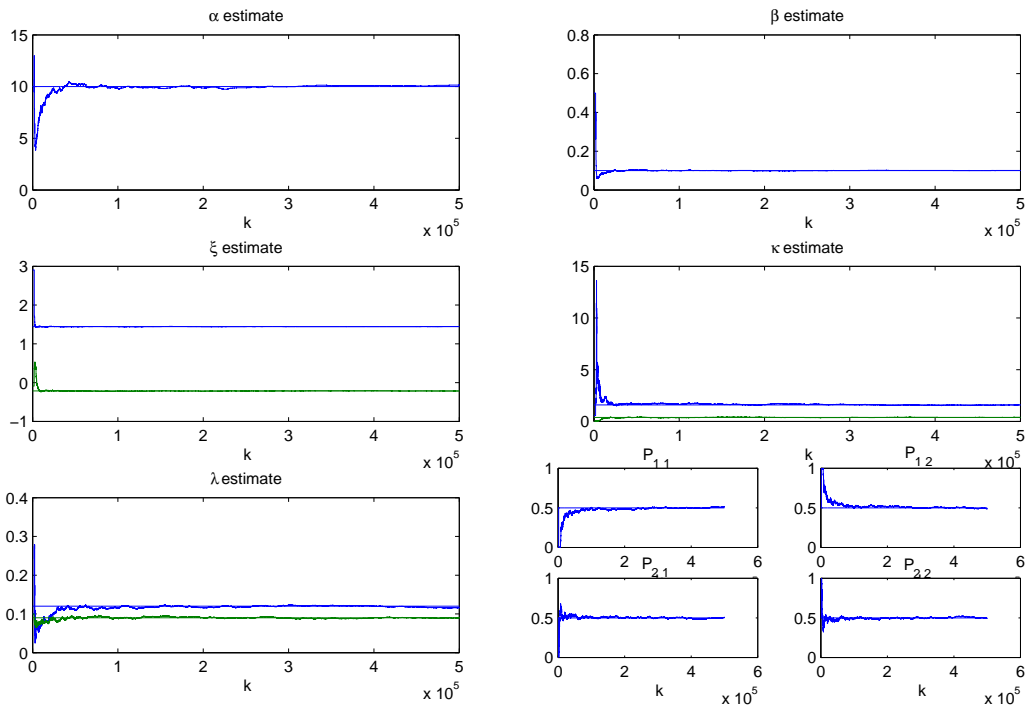 α estimate
15
10
5
0
0 1 2 3 4 5
k
x 10^5
β estimate
0.8
0.6
0.4
0.2
0
0 1 2 3 4 5
k
x 10^5
ξ estimate
3
2
1
0
−1
0 1 2 3 4 5
k
x 10^5
κ estimate
15
10
5
0
0 1 2 3 4 5
k
x 10^5
λ estimate
0.4
0.3
0.2
0.1
0
0 1 2 3 4 5
k
x 10^5
P_1 1
1
0.5
0
0 2 4 6
P_1 2
1
0.5
0
0 2 4 6
P_2 1
1
0.5
0
0 2 4 6
k
x 10^5
P_2 2
1
0.5
0
0 2 4 6
k
x 10^5